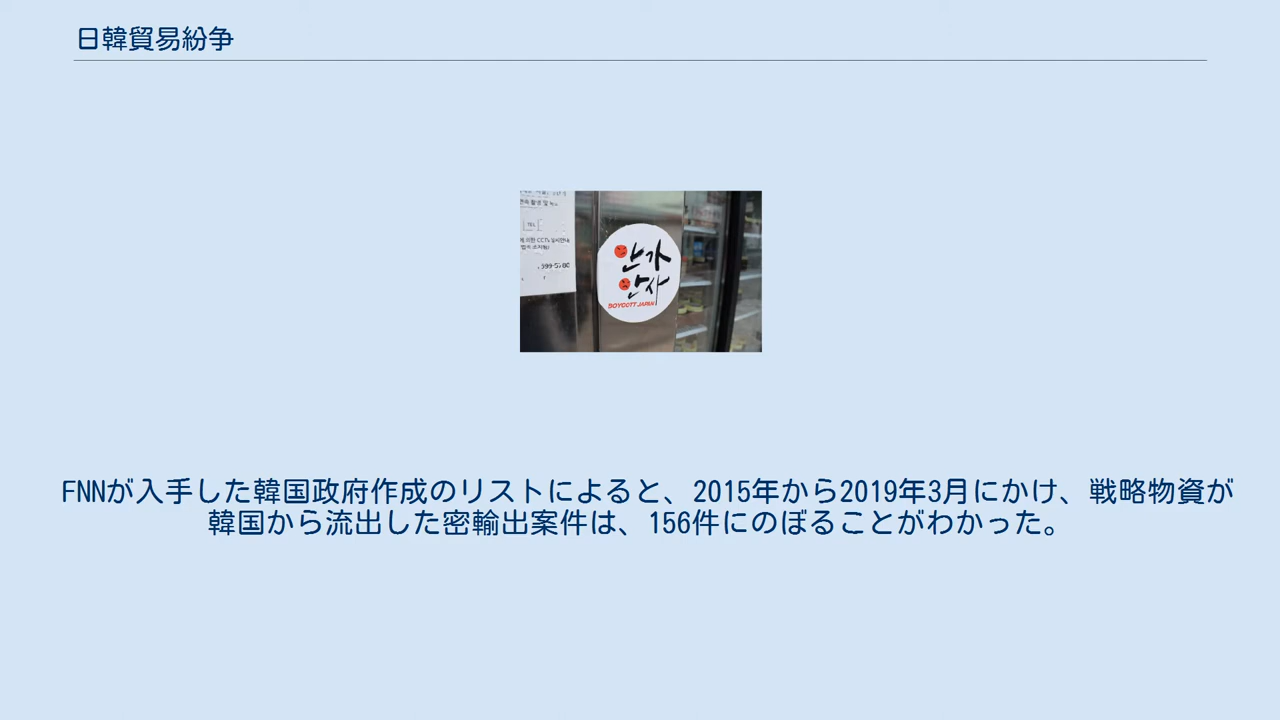 日韓貿易紛争
안가
안사
BOYCOTT JAPAN
FNNが入手した韓国政府作成のリストによると、2015年から2019年3月にかけ、戦略物資が
韓国から流出した密輸出案件は、156件にのぼることがわかった。